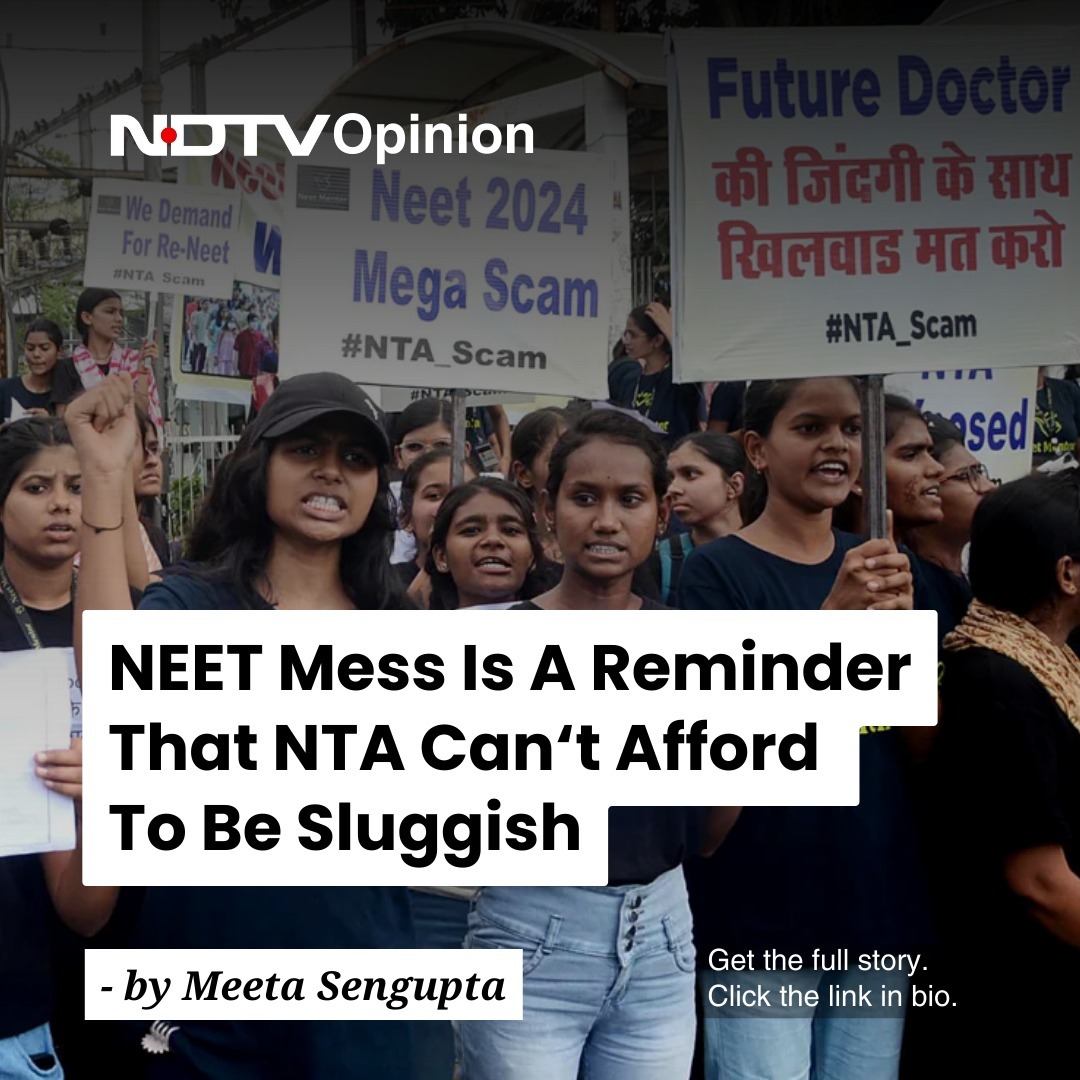 NDTV Opinion
We Demand
For Re-Neet
#NTA Scam
Neet 2024
Mega Scam
#NTA_Scam
Future Doctor
की जिंदगी के साथ
खिलवाड मत करो
#NTA_Scam
NTA
NEET Mess Is A Reminder
That NTA Can‘t Afford
To Be Sluggish
- by Meeta Sengupta
Get the full story.
Click the link in bio.